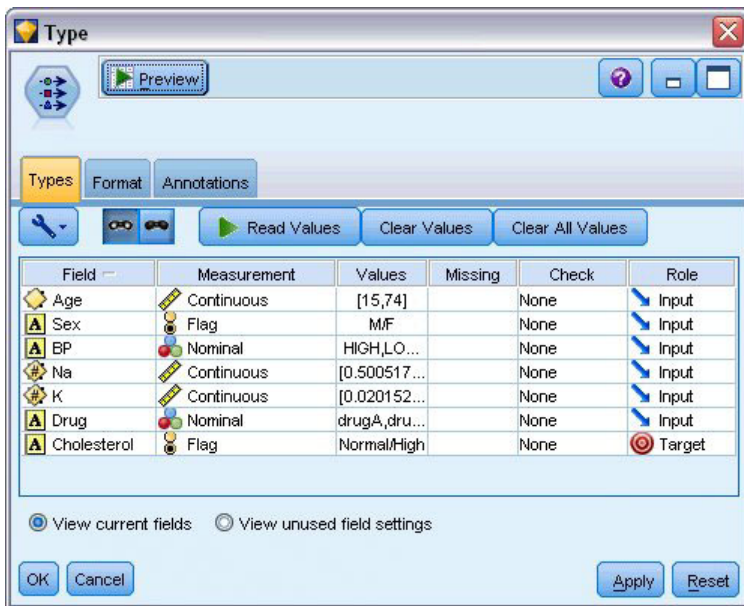 Type
Preview
Types Format Annotations
Read Values Clear Values Clear All Values
Field Measurement Values Missing Check Role
Age Continuous [15,74] None Input
A Sex Flag M/F None Input
A BP Nominal HIGH,LO... None Input
# Na Continuous [0.500517... None Input
# K Continuous [0.020152... None Input
A Drug Nominal drugA,dru... None Input
A Cholesterol Flag Normal/High None Target
View current fields View unused field settings
OK Cancel Apply Reset